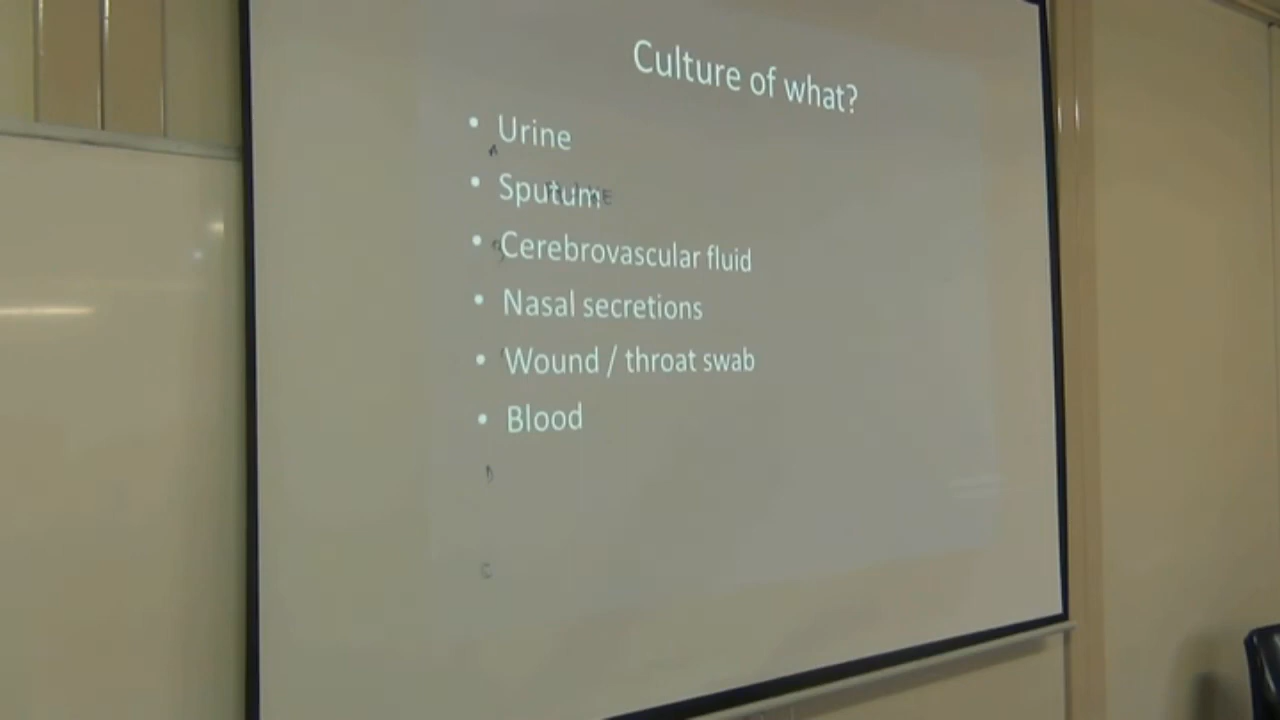 Culture of what?
• Urine
• Sputum
• Cerebrovascular fluid
• Nasal secretions
• Wound / throat swab
• Blood